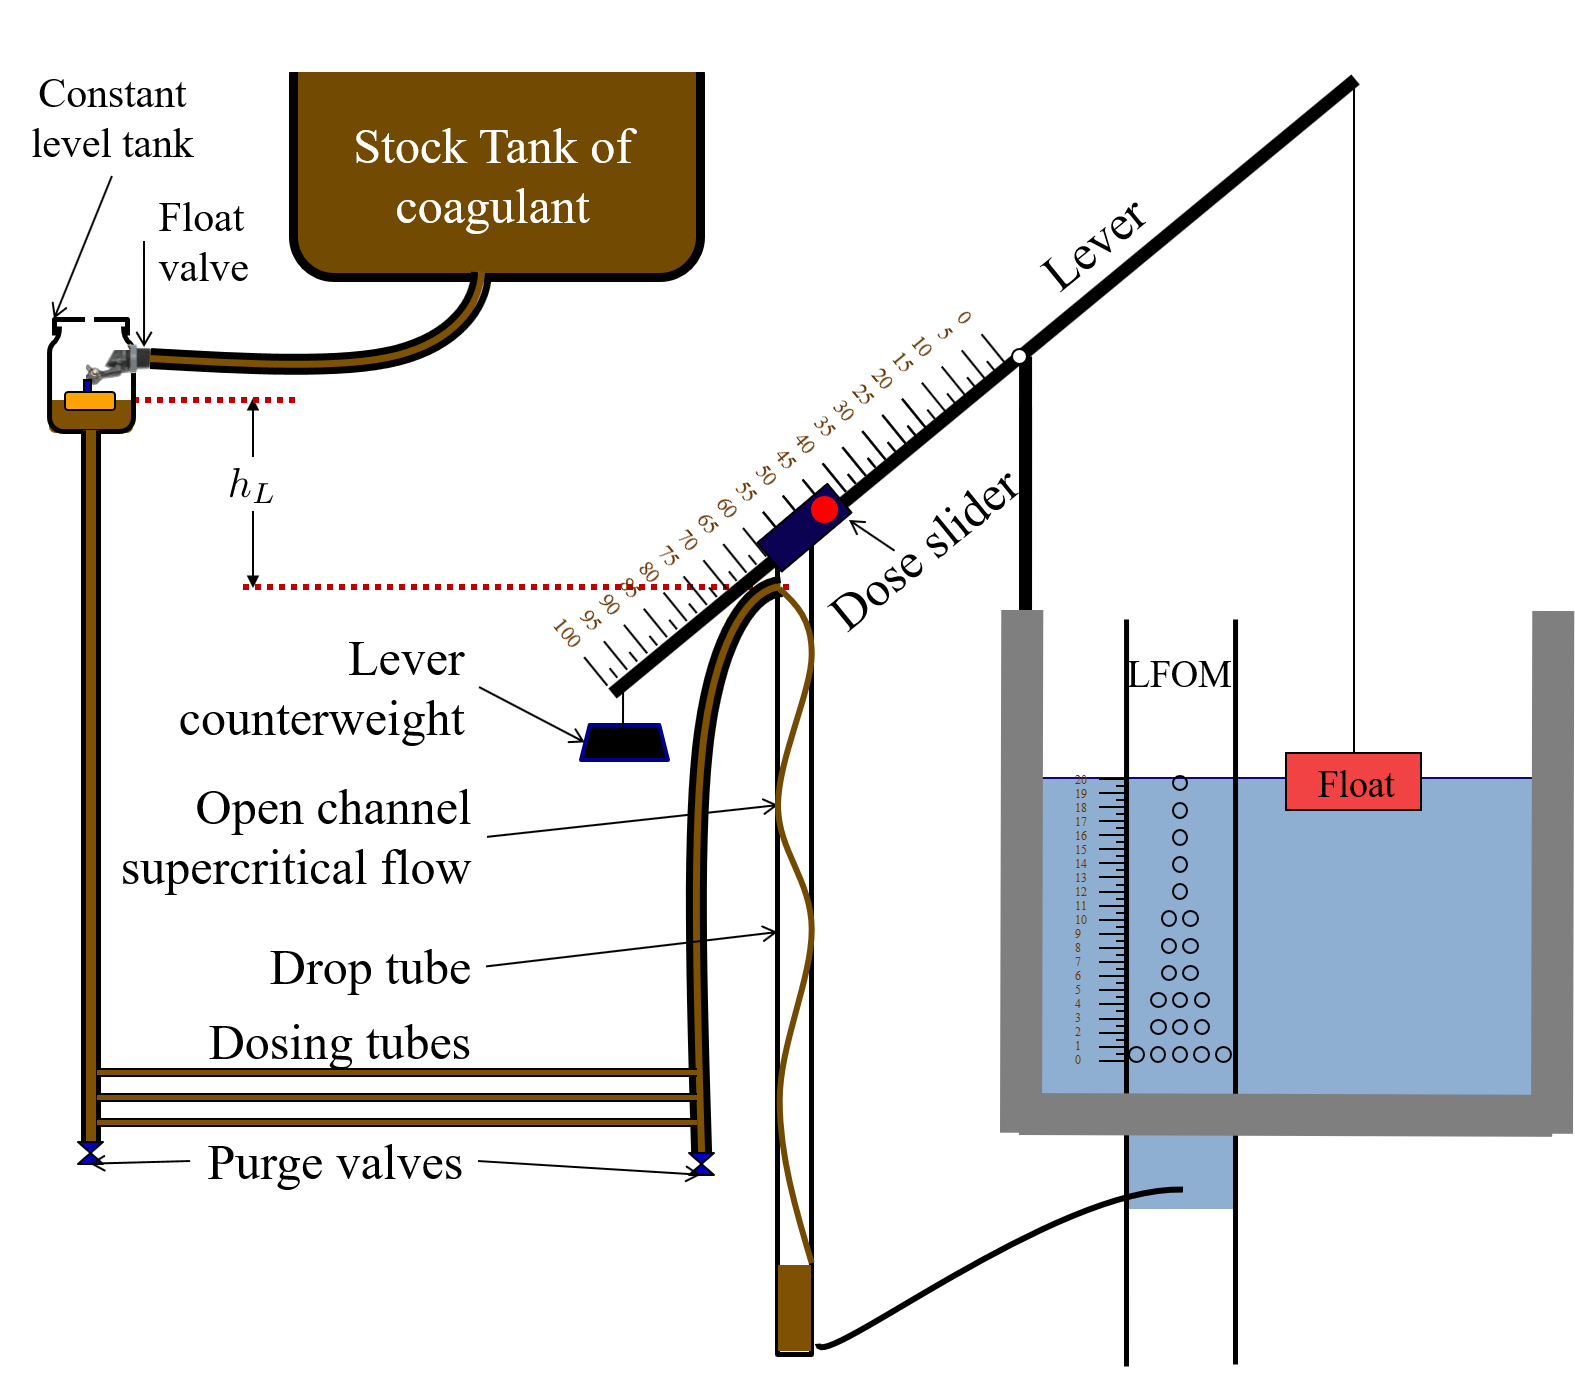 Constant
level tank
Float
valve
Stock Tank of
coagulant
h_L
Lever
0
5
10
15
20
25
30
35
40
45
50
55
60
65
70
75
80
85
90
95
100
Dose slider
Lever
counterweight
Open channel
supercritical flow
Drop tube
Dosing tubes
Purge valves
LFOM
Float
20
19
18
17
16
15
14
13
12
11
10
9
8
7
6
5
4
3
2
1
0